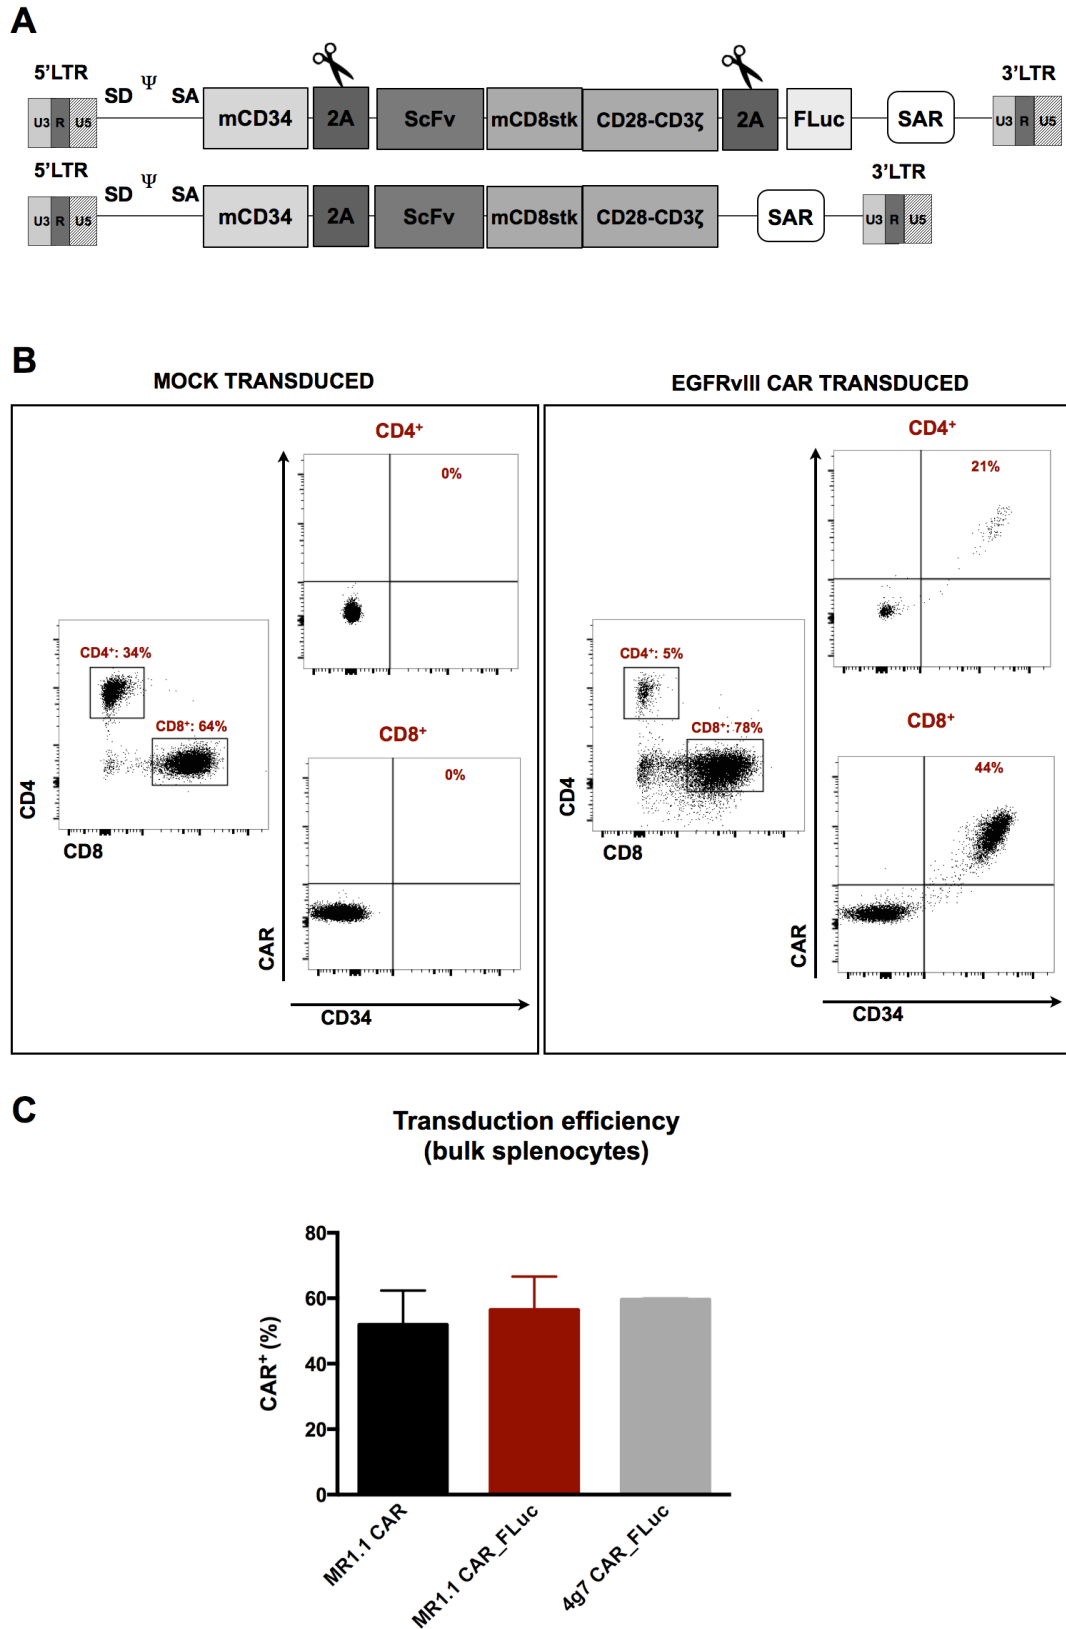 A
5'LTR
SD Ψ SA
3'LTR
U3 R U5
mCD34 2A ScFv mCD8stk CD28-CD3ζ 2A FLuc SAR
U3 R U5
5'LTR
SD Ψ SA
3'LTR
U3 R U5
mCD34 2A ScFv mCD8stk CD28-CD3ζ SAR
U3 R U5
B
MOCK TRANSDUCED
CD4+
0%
CD4+: 34%
CD8+: 64%
CD4
CD8
CD8+
0%
CAR
CD34
EGFRvIII CAR TRANSDUCED
CD4+
21%
CD4+: 5%
CD8+: 78%
CD4
CD8
CD8+
44%
CAR
CD34
C
Transduction efficiency
(bulk splenocytes)
CAR+ (%)
80
60
40
20
0
MR1.1 CAR
MR1.1 CAR_FLuc
4g7 CAR_FLuc